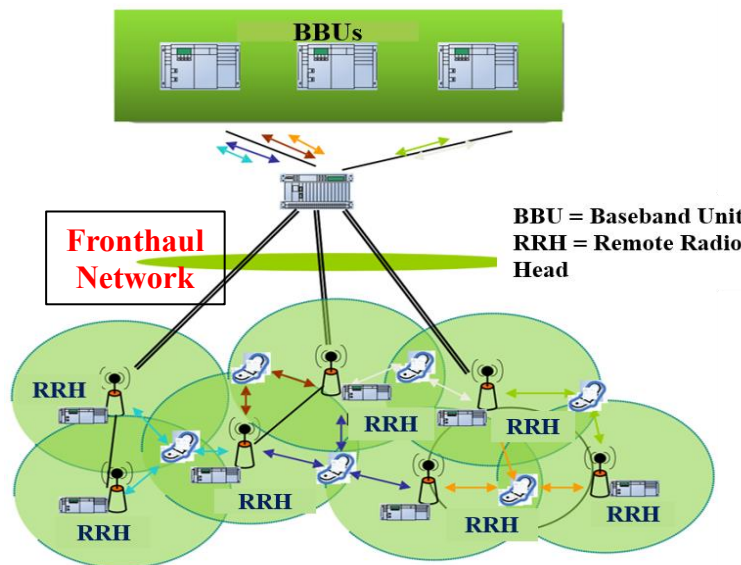 BBUs
Fronthaul
Network
BBU = Baseband Unit
RRH = Remote Radio
Head
RRH
RRH
RRH
RRH
RRH
RRH
RRH